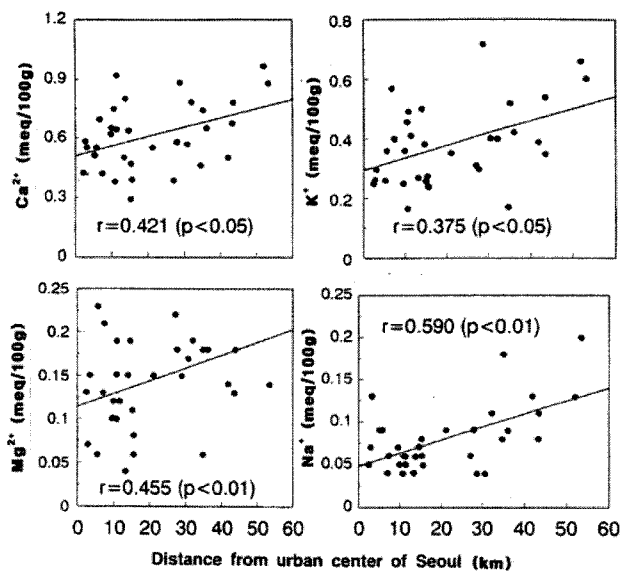 1.2
0.9
0.6
0.3
0
Ca²⁺ (meq/100g)
r=0.421 (p<0.05)
0.8
0.6
0.4
0.2
0
K⁺ (meq/100g)
r=0.375 (p<0.05)
0.25
0.2
0.15
0.1
0.05
0
Mg²⁺ (meq/100g)
r=0.455 (p<0.01)
0 10 20 30 40 50 60
0.25
0.2
0.15
0.1
0.05
0
Na⁺ (meq/100g)
r=0.590 (p<0.01)
0 10 20 30 40 50 60
Distance from urban center of Seoul (km)